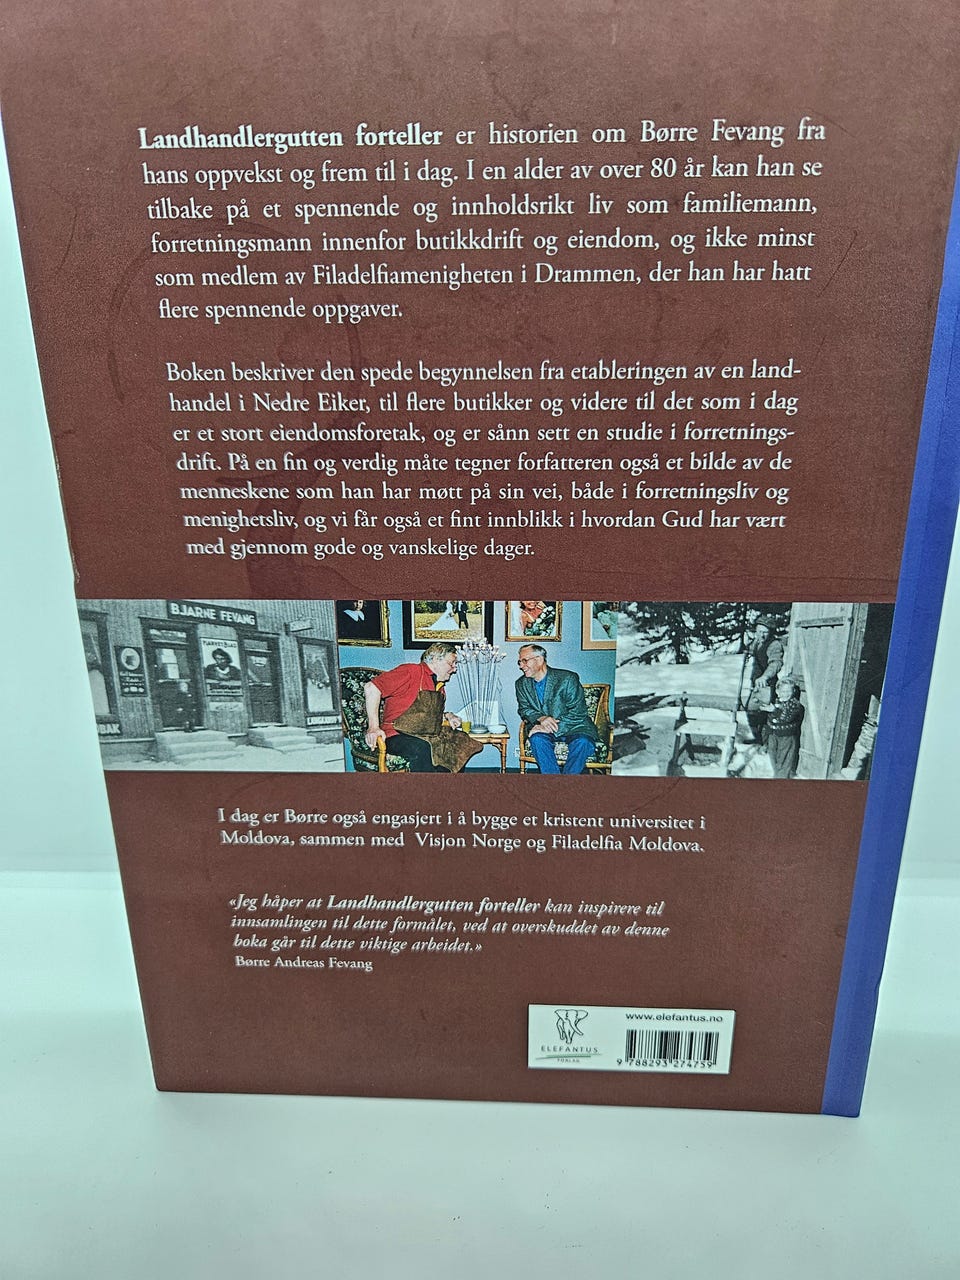 Landhandlergutten forteller er historien om Børre Fevang fra
hans oppvekst og frem til i dag. I en alder av over 80 år kan han se
tilbake på et spennende og innholdsrikt liv som familiemann,
forretningsmann innenfor butikkdrift og eiendom, og ikke minst
som medlem av Filadelfiamenigheten i Drammen, der han har hatt
flere spennende oppgaver.
Boken beskriver den spede begynnelsen fra etableringen av en land-
handel i Nedre Eiker, til flere butikker og videre til det som i dag
er et stort eiendomsforetak, og er sånn sett en studie i forretnings-
drift. På en fin og verdig måte tegner forfatteren også et bilde av de
menneskene som han har møtt på sin vei, både i forretningsliv og
menighetsliv, og vi får også et fint innblikk i hvordan Gud har vært
med gjennom gode og vanskelige dager.
BJARNE FEVANG
I dag er Børre også engasjert i å bygge et kristent universitet i
Moldova, sammen med Visjon Norge og Filadelfia Moldova.
«Jeg håper at Landhandlergutten forteller kan inspirere til
innsamlingen til dette formålet, ved at overskuddet av denne
boka går til dette viktige arbeidet.»
Børre Andreas Fevang
www.elefantus.no
ELEFANTUS
FORLAG
9 788293 274759